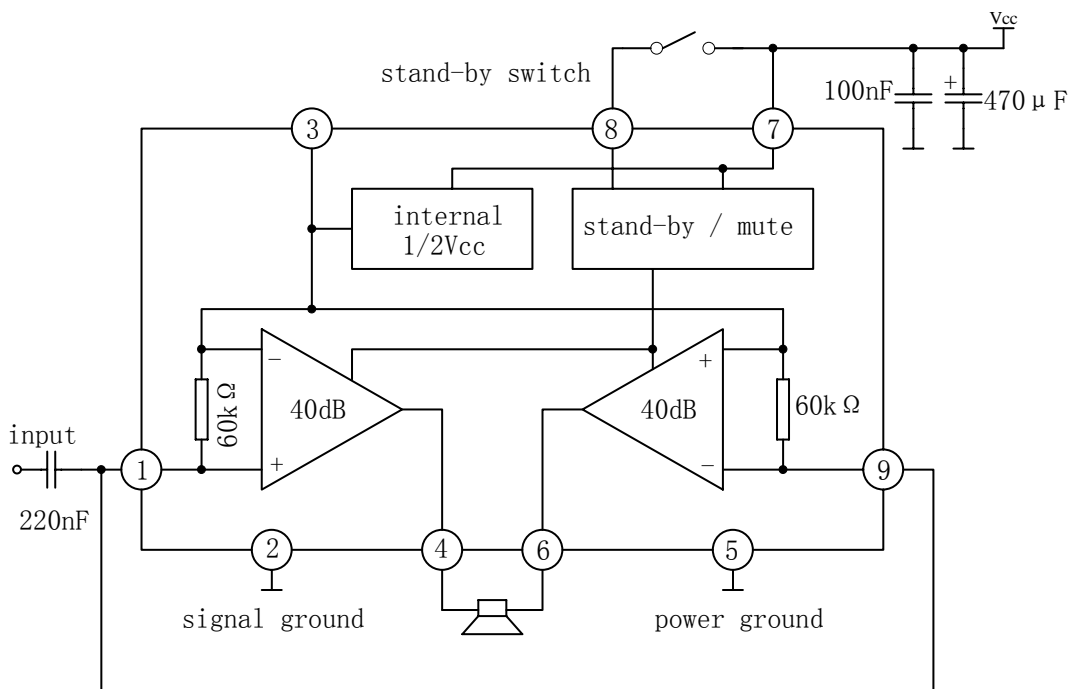 Vcc
stand-by switch
100nF
+
470μF
3
8
7
internal
1/2Vcc
stand-by / mute
−
+
40dB
40dB
60kΩ
60kΩ
input
+
−
1
9
220nF
2
4
6
5
signal ground
power ground